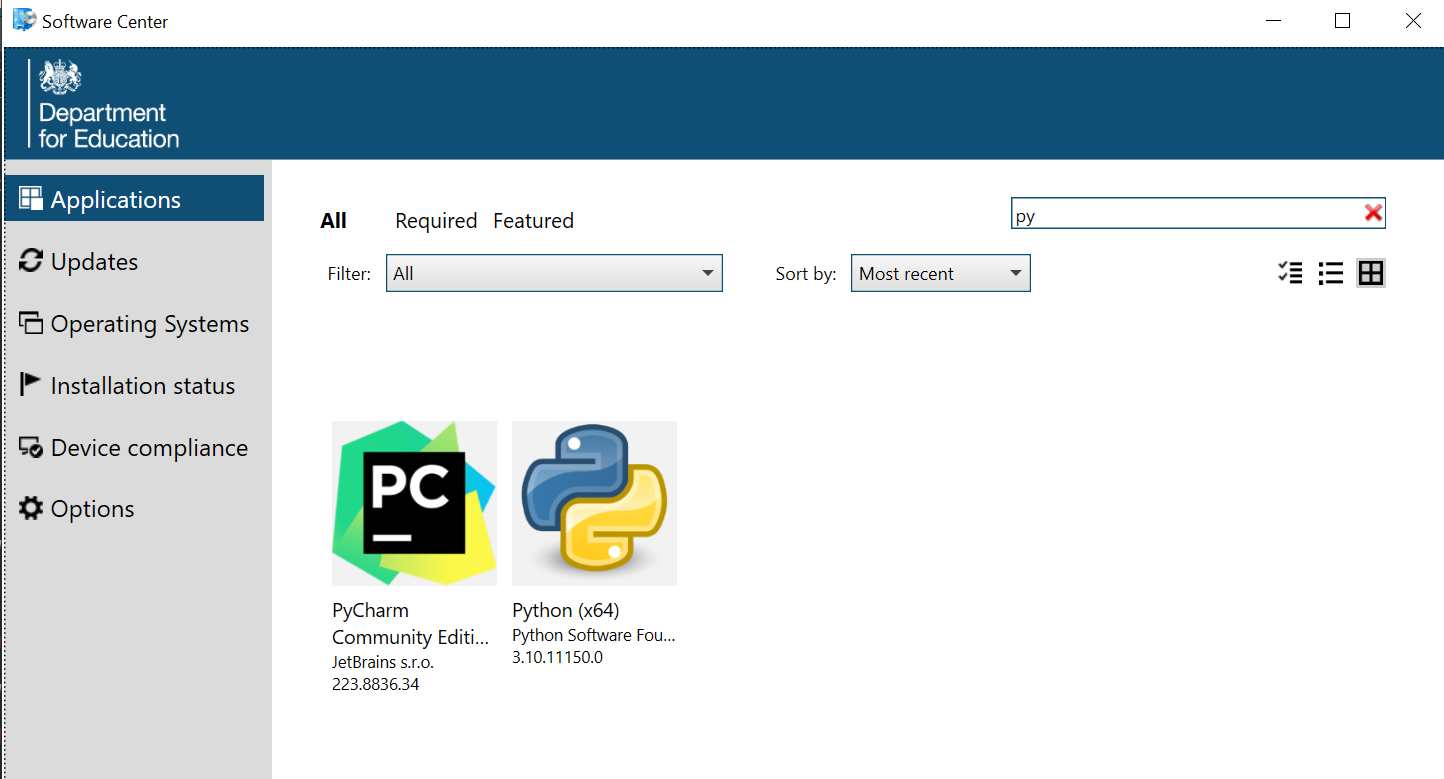 Software Center
Department
for Education
Applications
Updates
Operating Systems
Installation status
Device compliance
Options
All
Required
Featured
py
Filter:
All
Sort by:
Most recent
PC
PyCharm
Community Editi...
JetBrains s.r.o.
223.8836.34
Python (x64)
Python Software Fou...
3.10.11150.0